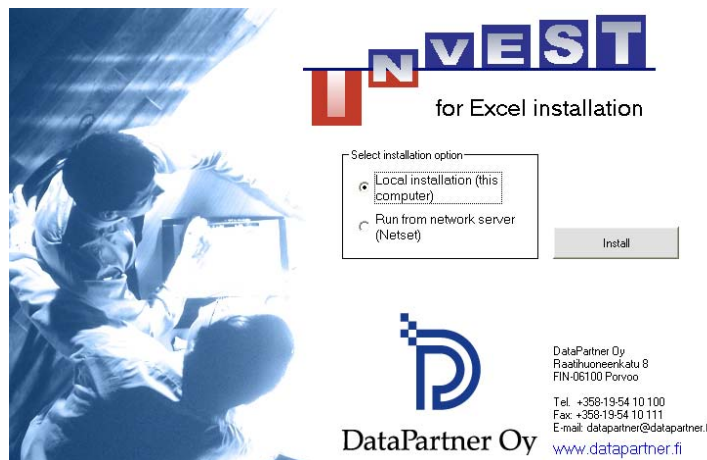 INVEST
for Excel installation
Select installation option
Local installation (this
computer)
Run from network server
(Netset)
Install
DataPartner Oy
Raatihuoneenkatu 8
FIN-06100 Porvoo
Tel. +358-19-54 10 100
Fax: +358-19-54 10 111
E-mail: datapartner@datapartner.
DataPartner Oy
www.datapartner.fi